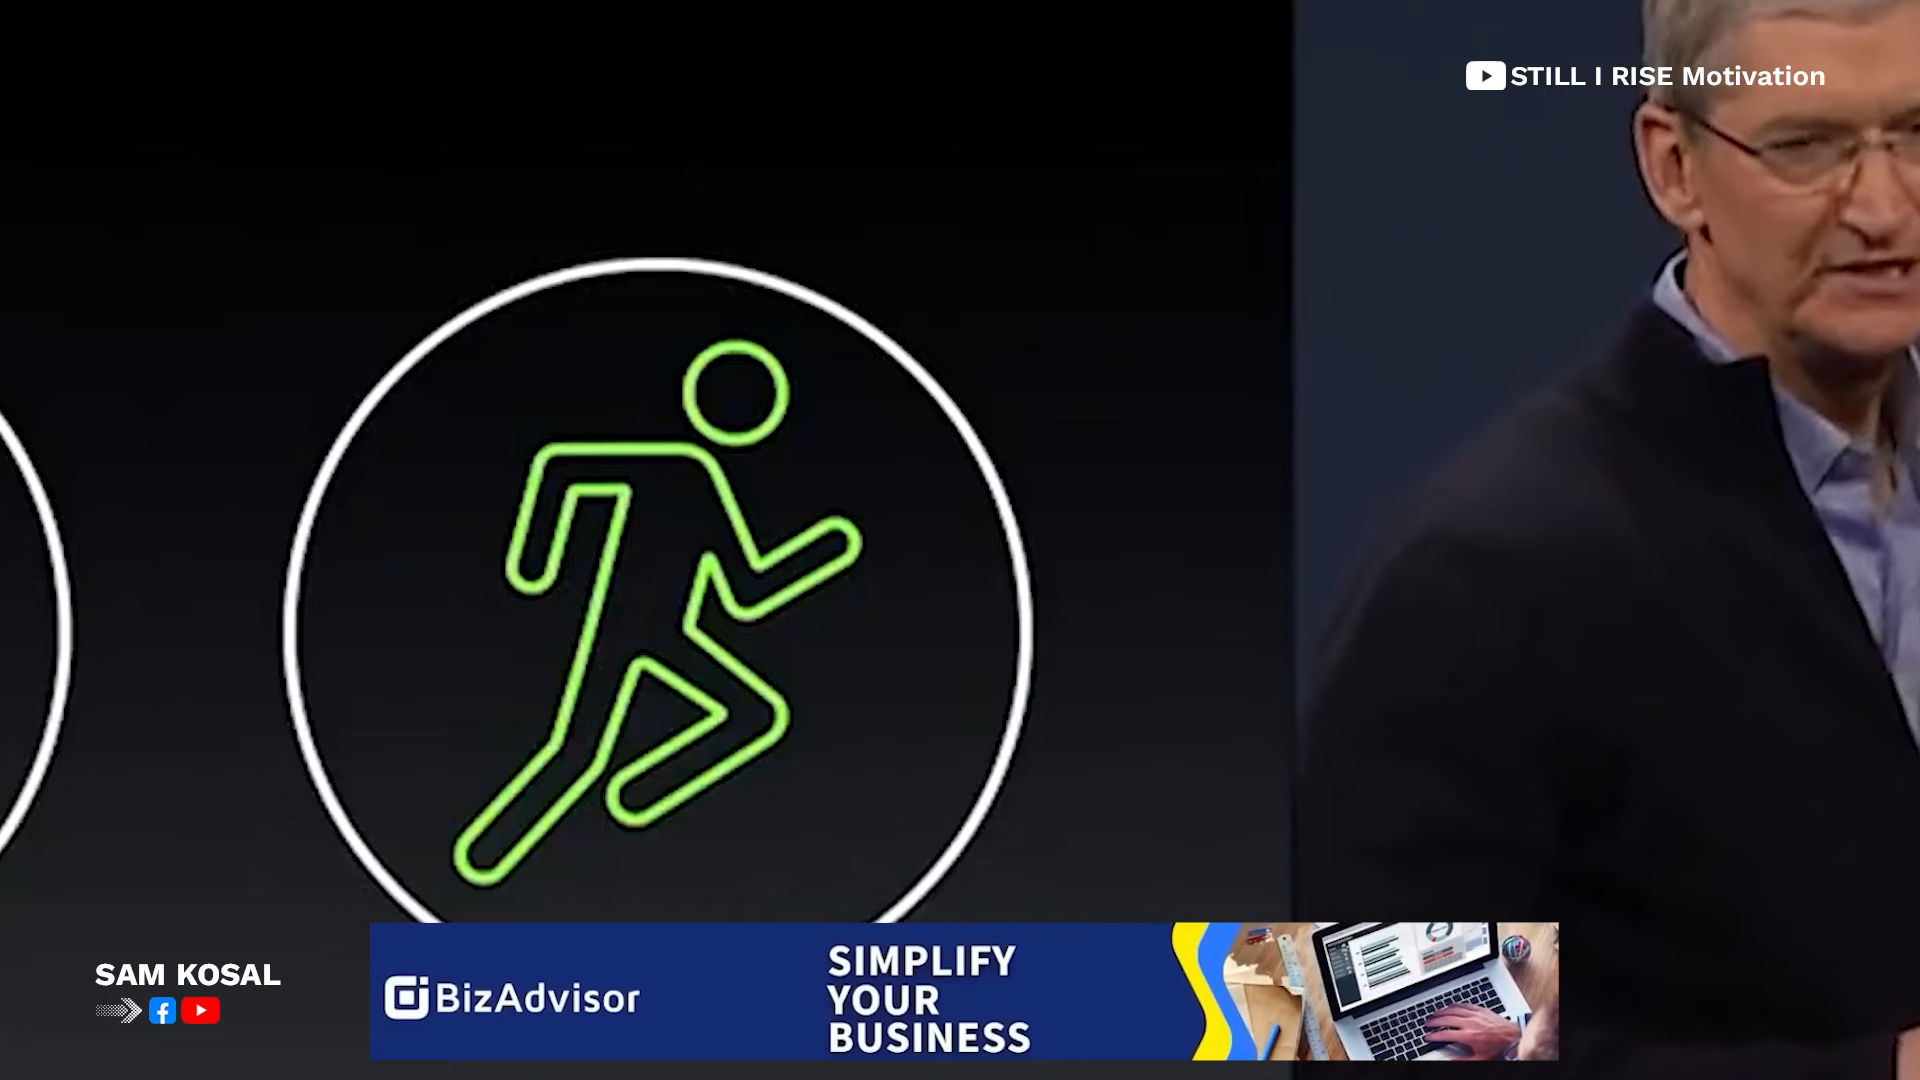 STILL I RISE Motivation
SAM KOSAL
BizAdvisor
SIMPLIFY
YOUR
BUSINESS